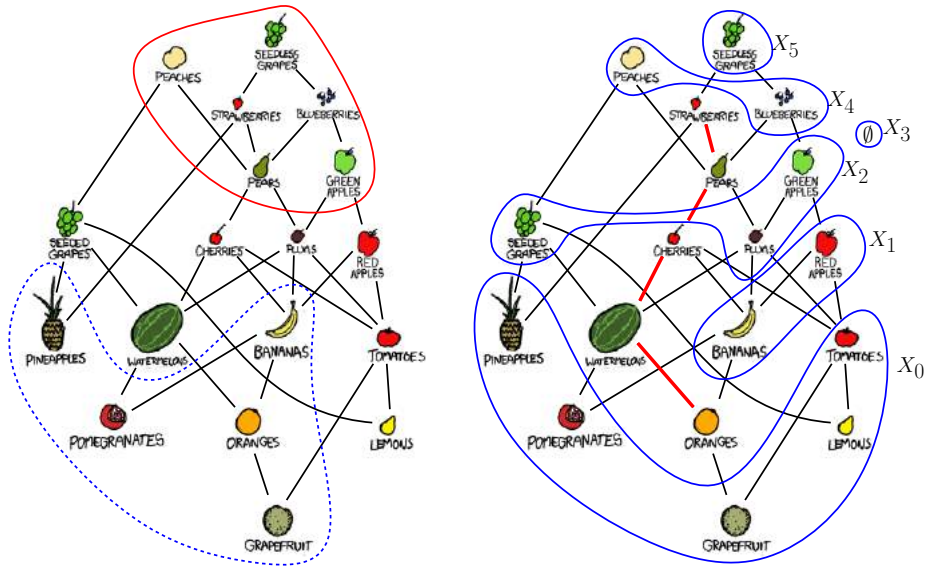 SEEDLESS
GRAPES
PEACHES
STRAWBERRIES
BLUEBERRIES
PEARS
GREEN
APPLES
SEEDED
GRAPES
CHERRIES
PLUMS
RED
APPLES
PINEAPPLES
WATERMELONS
BANANAS
TOMATOES
POMEGRANATES
ORANGES
LEMONS
GRAPEFRUIT
SEEDLESS
GRAPES
X5
PEACHES
X4
STRAWBERRIES
BLUEBERRIES
∅ X3
PEARS
GREEN
APPLES
X2
SEEDED
GRAPES
CHERRIES
PLUMS
RED
APPLES
X1
PINEAPPLES
WATERMELONS
BANANAS
TOMATOES
X0
POMEGRANATES
ORANGES
LEMONS
GRAPEFRUIT